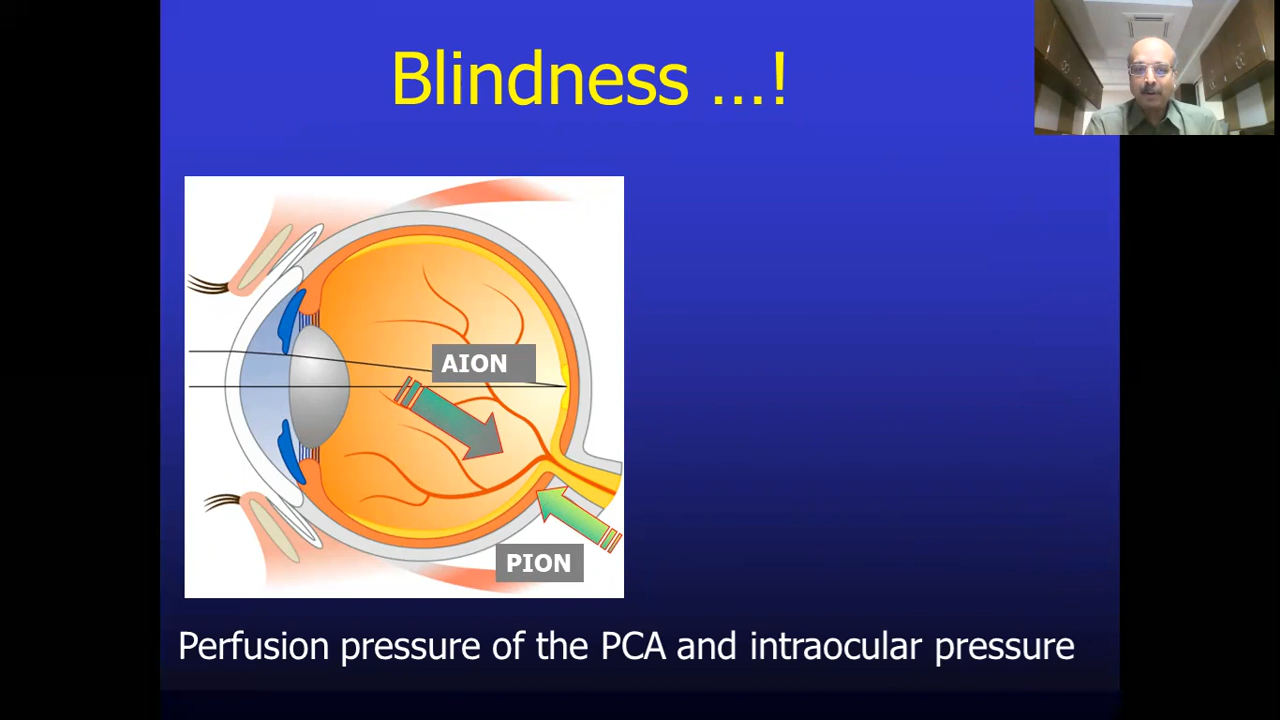 Blindness ...!
AION
PION
Perfusion pressure of the PCA and intraocular pressure